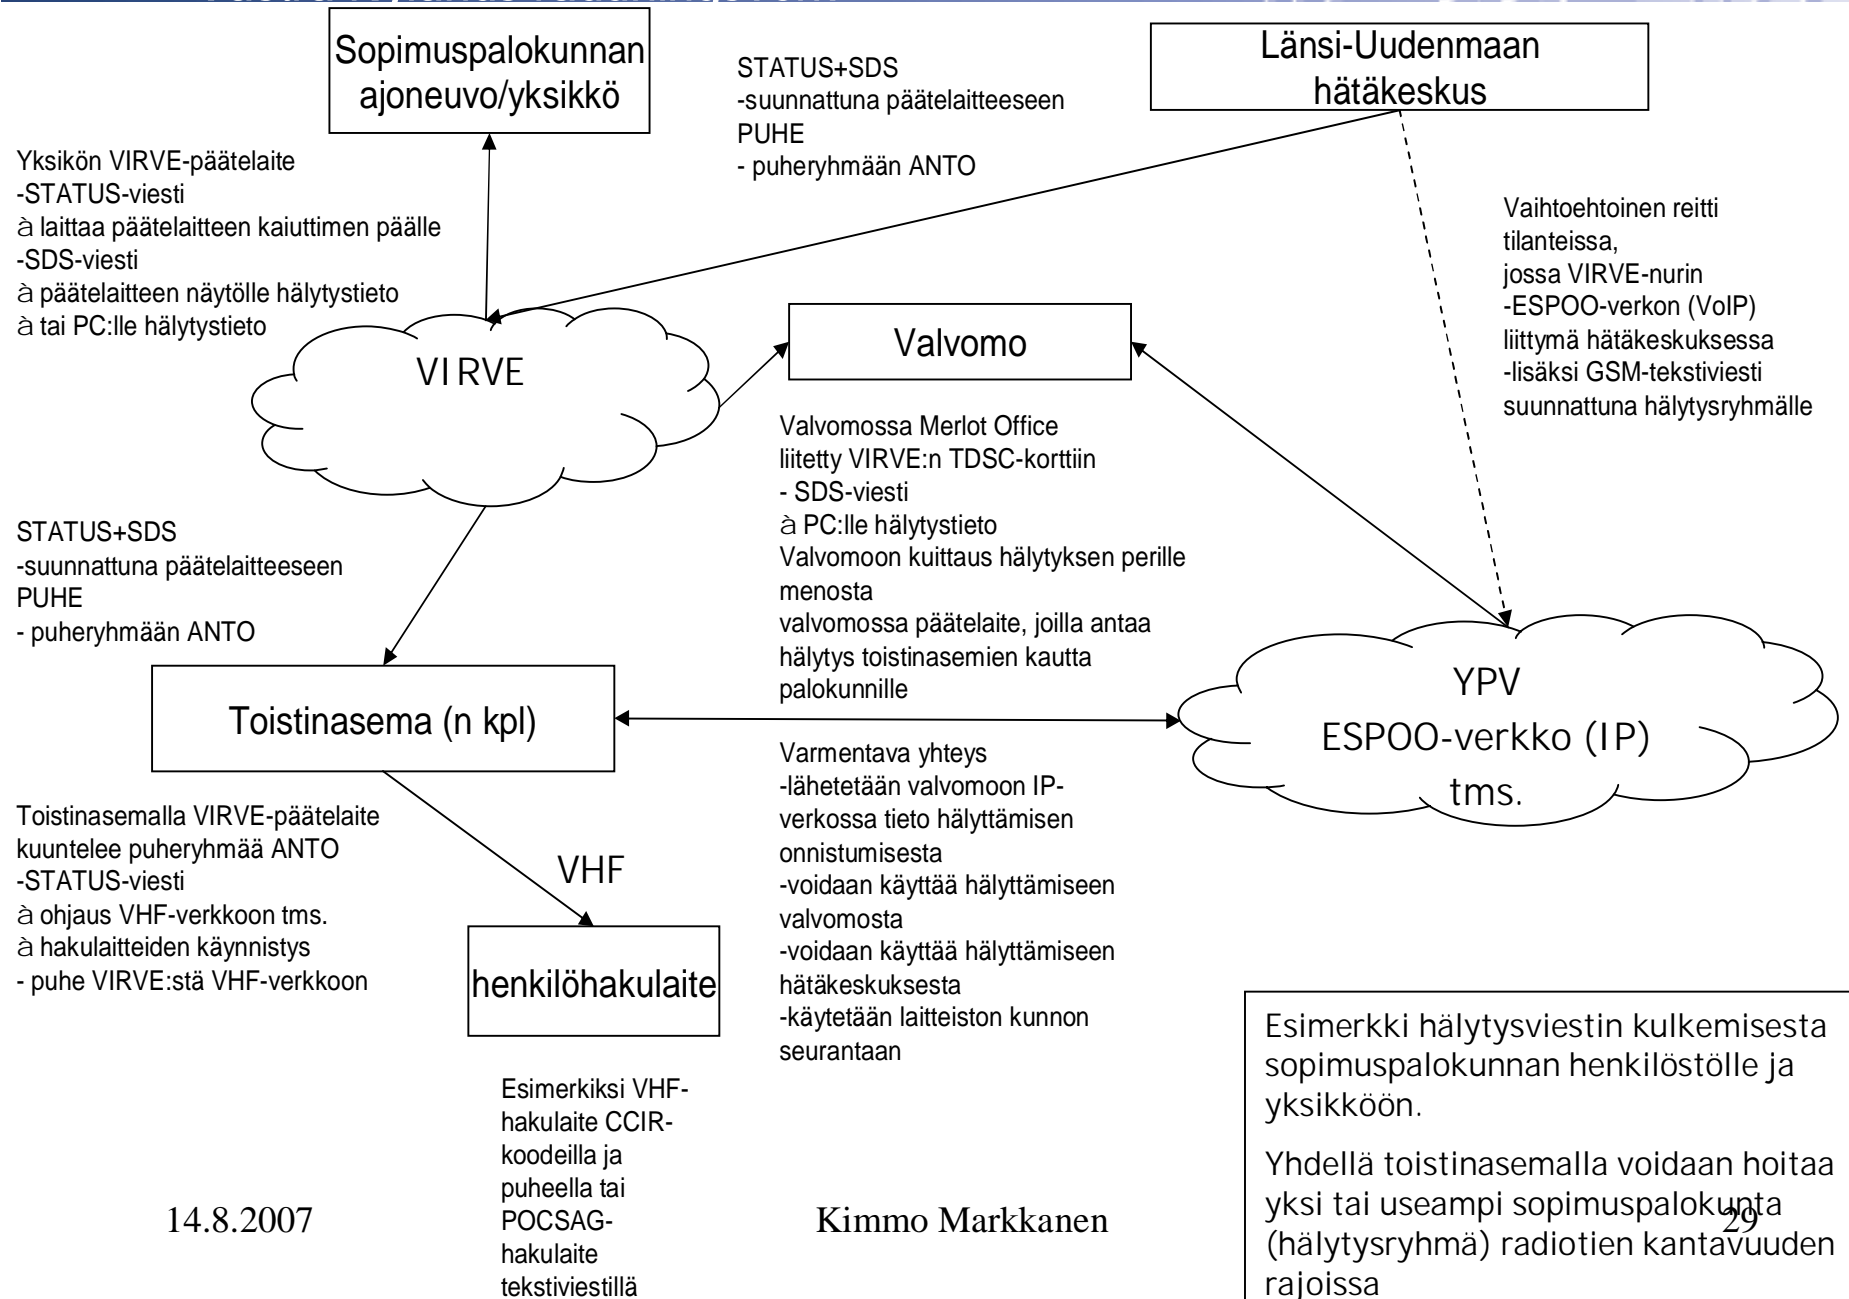 Sopimuspalokunnan
ajoneuvo/yksikkö
STATUS+SDS
-suunnattuna päätelaitteeseen
PUHE
- puheryhmään ANTO
Länsi-Uudenmaan
hätäkeskus
Yksikön VIRVE-päätelaite
-STATUS-viesti
à laittaa päätelaitteen kaiuttimen päälle
-SDS-viesti
à päätelaitteen näytölle hälytystieto
à tai PC:lle hälytystieto
Vaihtoehtoinen reitti
tilanteissa,
jossa VIRVE-nurin
-ESPOO-verkon (VoIP)
liittymä hätäkeskuksessa
-lisäksi GSM-tekstiviesti
suunnattuna hälytysryhmälle
VIRVE
Valvomo
Valvomossa Merlot Office
liitetty VIRVE:n TDSC-korttiin
- SDS-viesti
à PC:lle hälytystieto
Valvomoon kuittaus hälytyksen perille
menosta
valvomossa päätelaite, joilla antaa
hälytys toistinasemien kautta
palokunnille
STATUS+SDS
-suunnattuna päätelaitteeseen
PUHE
- puheryhmään ANTO
Toistinasema (n kpl)
YPV
ESPOO-verkko (IP)
tms.
Varmentava yhteys
-lähetetään valvomoon IP-
verkossa tieto hälyttämisen
onnistumisesta
-voidaan käyttää hälyttämiseen
valvomosta
-voidaan käyttää hälyttämiseen
hätäkeskuksesta
-käytetään laitteiston kunnon
seurantaan
Toistinasemalla VIRVE-päätelaite
kuuntelee puheryhmää ANTO
-STATUS-viesti
à ohjaus VHF-verkkoon tms.
à hakulaitteiden käynnistys
- puhe VIRVE:stä VHF-verkkoon
VHF
henkilöhakulaite
Esimerkiksi VHF-
hakulaite CCIR-
koodeilla ja
puheella tai
POCSAG-
hakulaite
tekstiviestillä
Esimerkki hälytysviestin kulkemisesta
sopimuspalokunnan henkilöstölle ja
yksikköön.
Yhdellä toistinasemalla voidaan hoitaa
yksi tai useampi sopimuspalokunta
(hälytysryhmä) radiotien kantavuuden
rajoissa
14.8.2007
Kimmo Markkanen
29